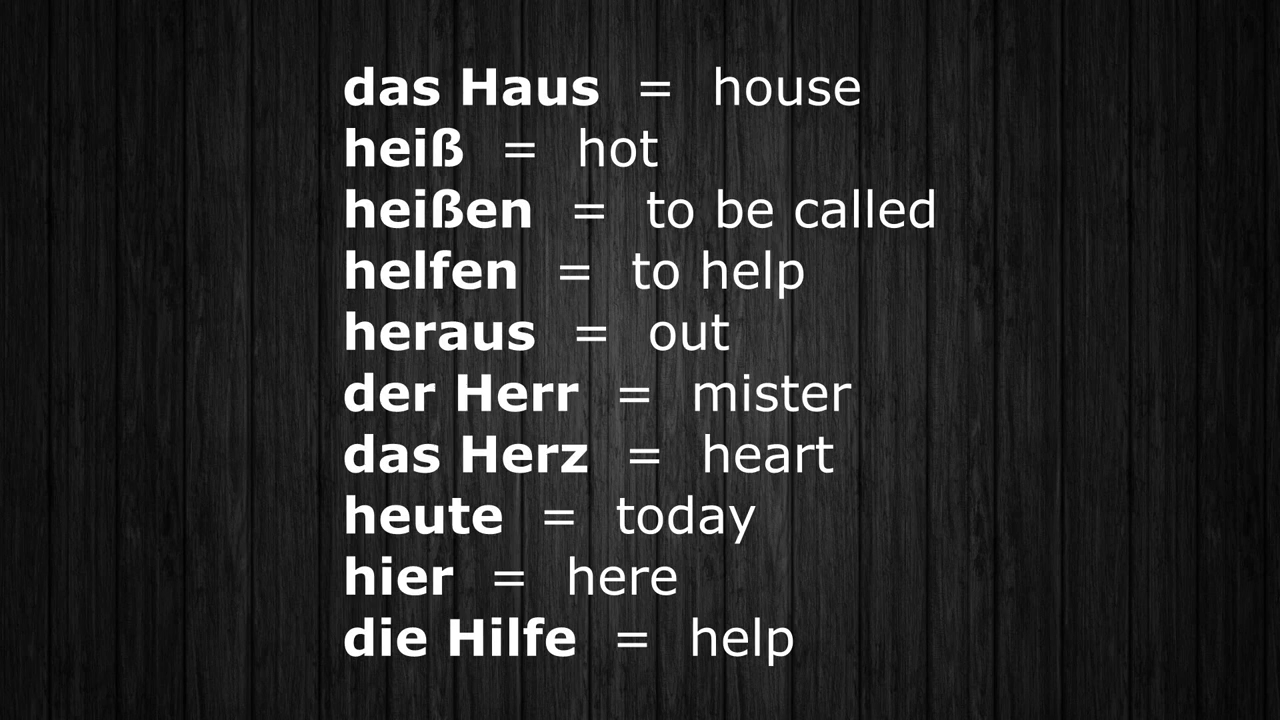 das Haus = house
heiß = hot
heißen = to be called
helfen = to help
heraus = out
der Herr = mister
das Herz = heart
heute = today
hier = here
die Hilfe = help